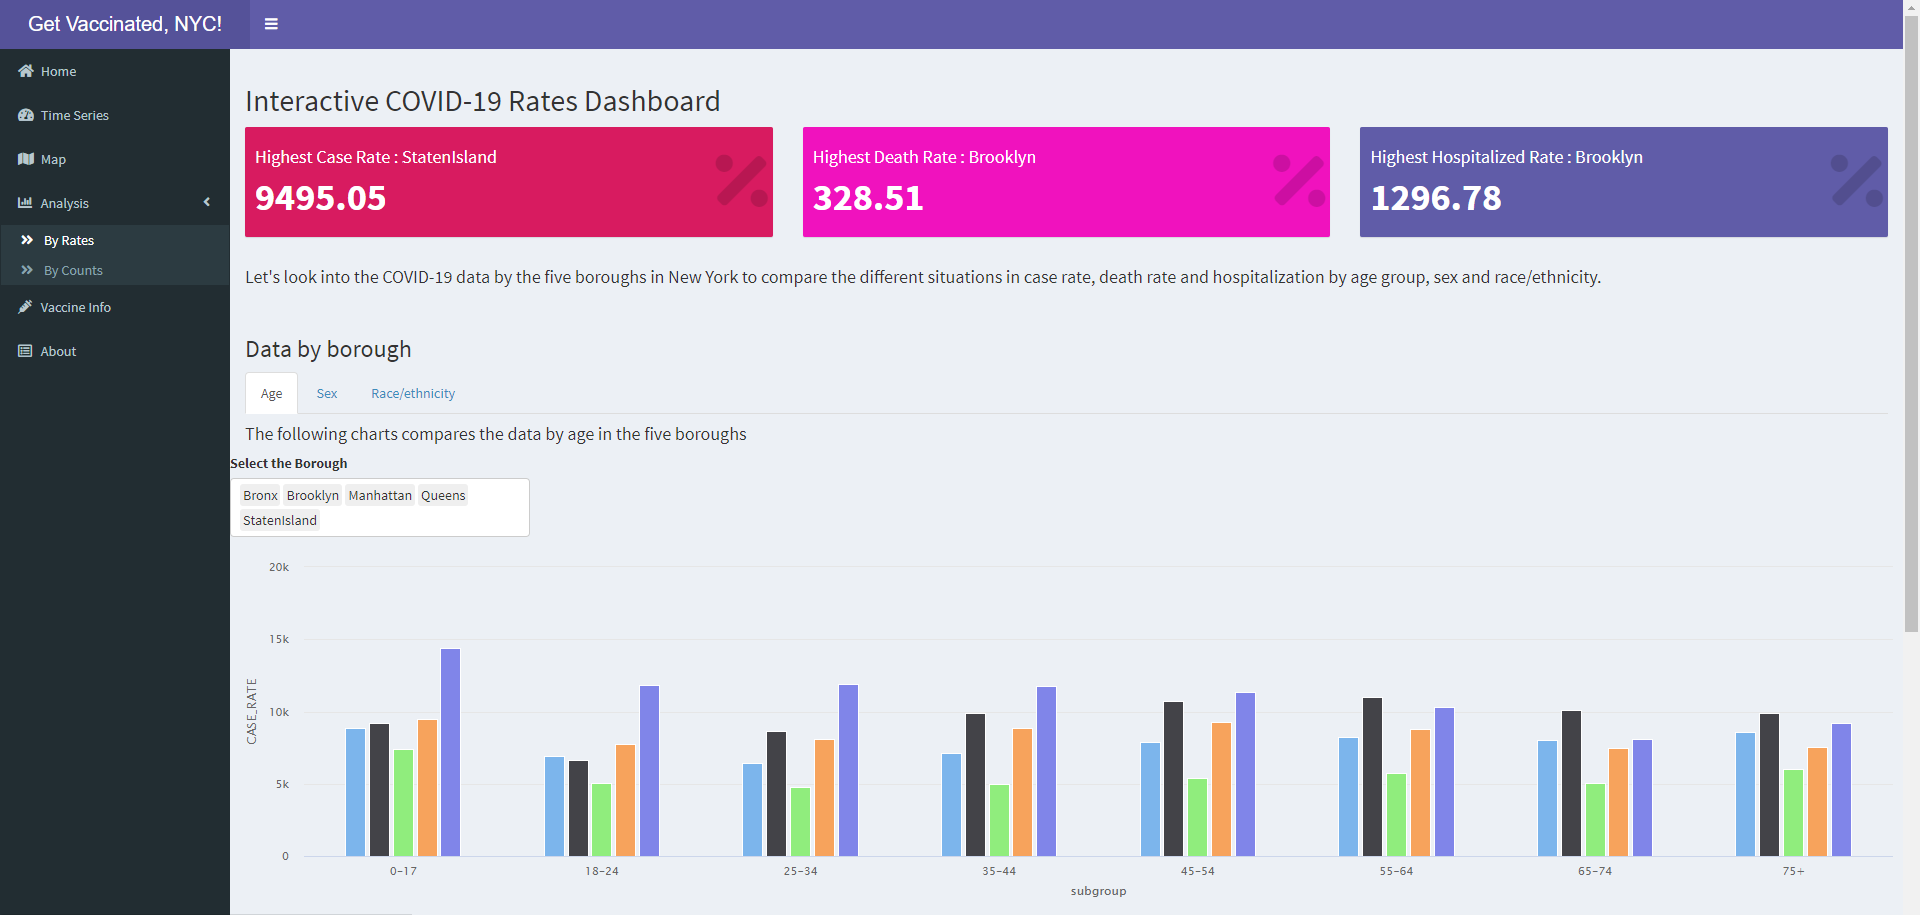 Get Vaccinated, NYC!
Home
Time Series
Map
Analysis
By Rates
By Counts
Vaccine Info
About
Interactive COVID-19 Rates Dashboard
Highest Case Rate : StatenIsland
9495.05
Highest Death Rate : Brooklyn
328.51
Highest Hospitalized Rate : Brooklyn
1296.78
Let's look into the COVID-19 data by the five boroughs in New York to compare the different situations in case rate, death rate and hospitalization by age group, sex and race/ethnicity.
Data by borough
Age Sex Race/ethnicity
The following charts compares the data by age in the five boroughs
Select the Borough
Bronx Brooklyn Manhattan Queens
StatenIsland
20k
15k
10k
5k
0
CASE_RATE
0-17 18-24 25-34 35-44 45-54 55-64 65-74 75+
subgroup